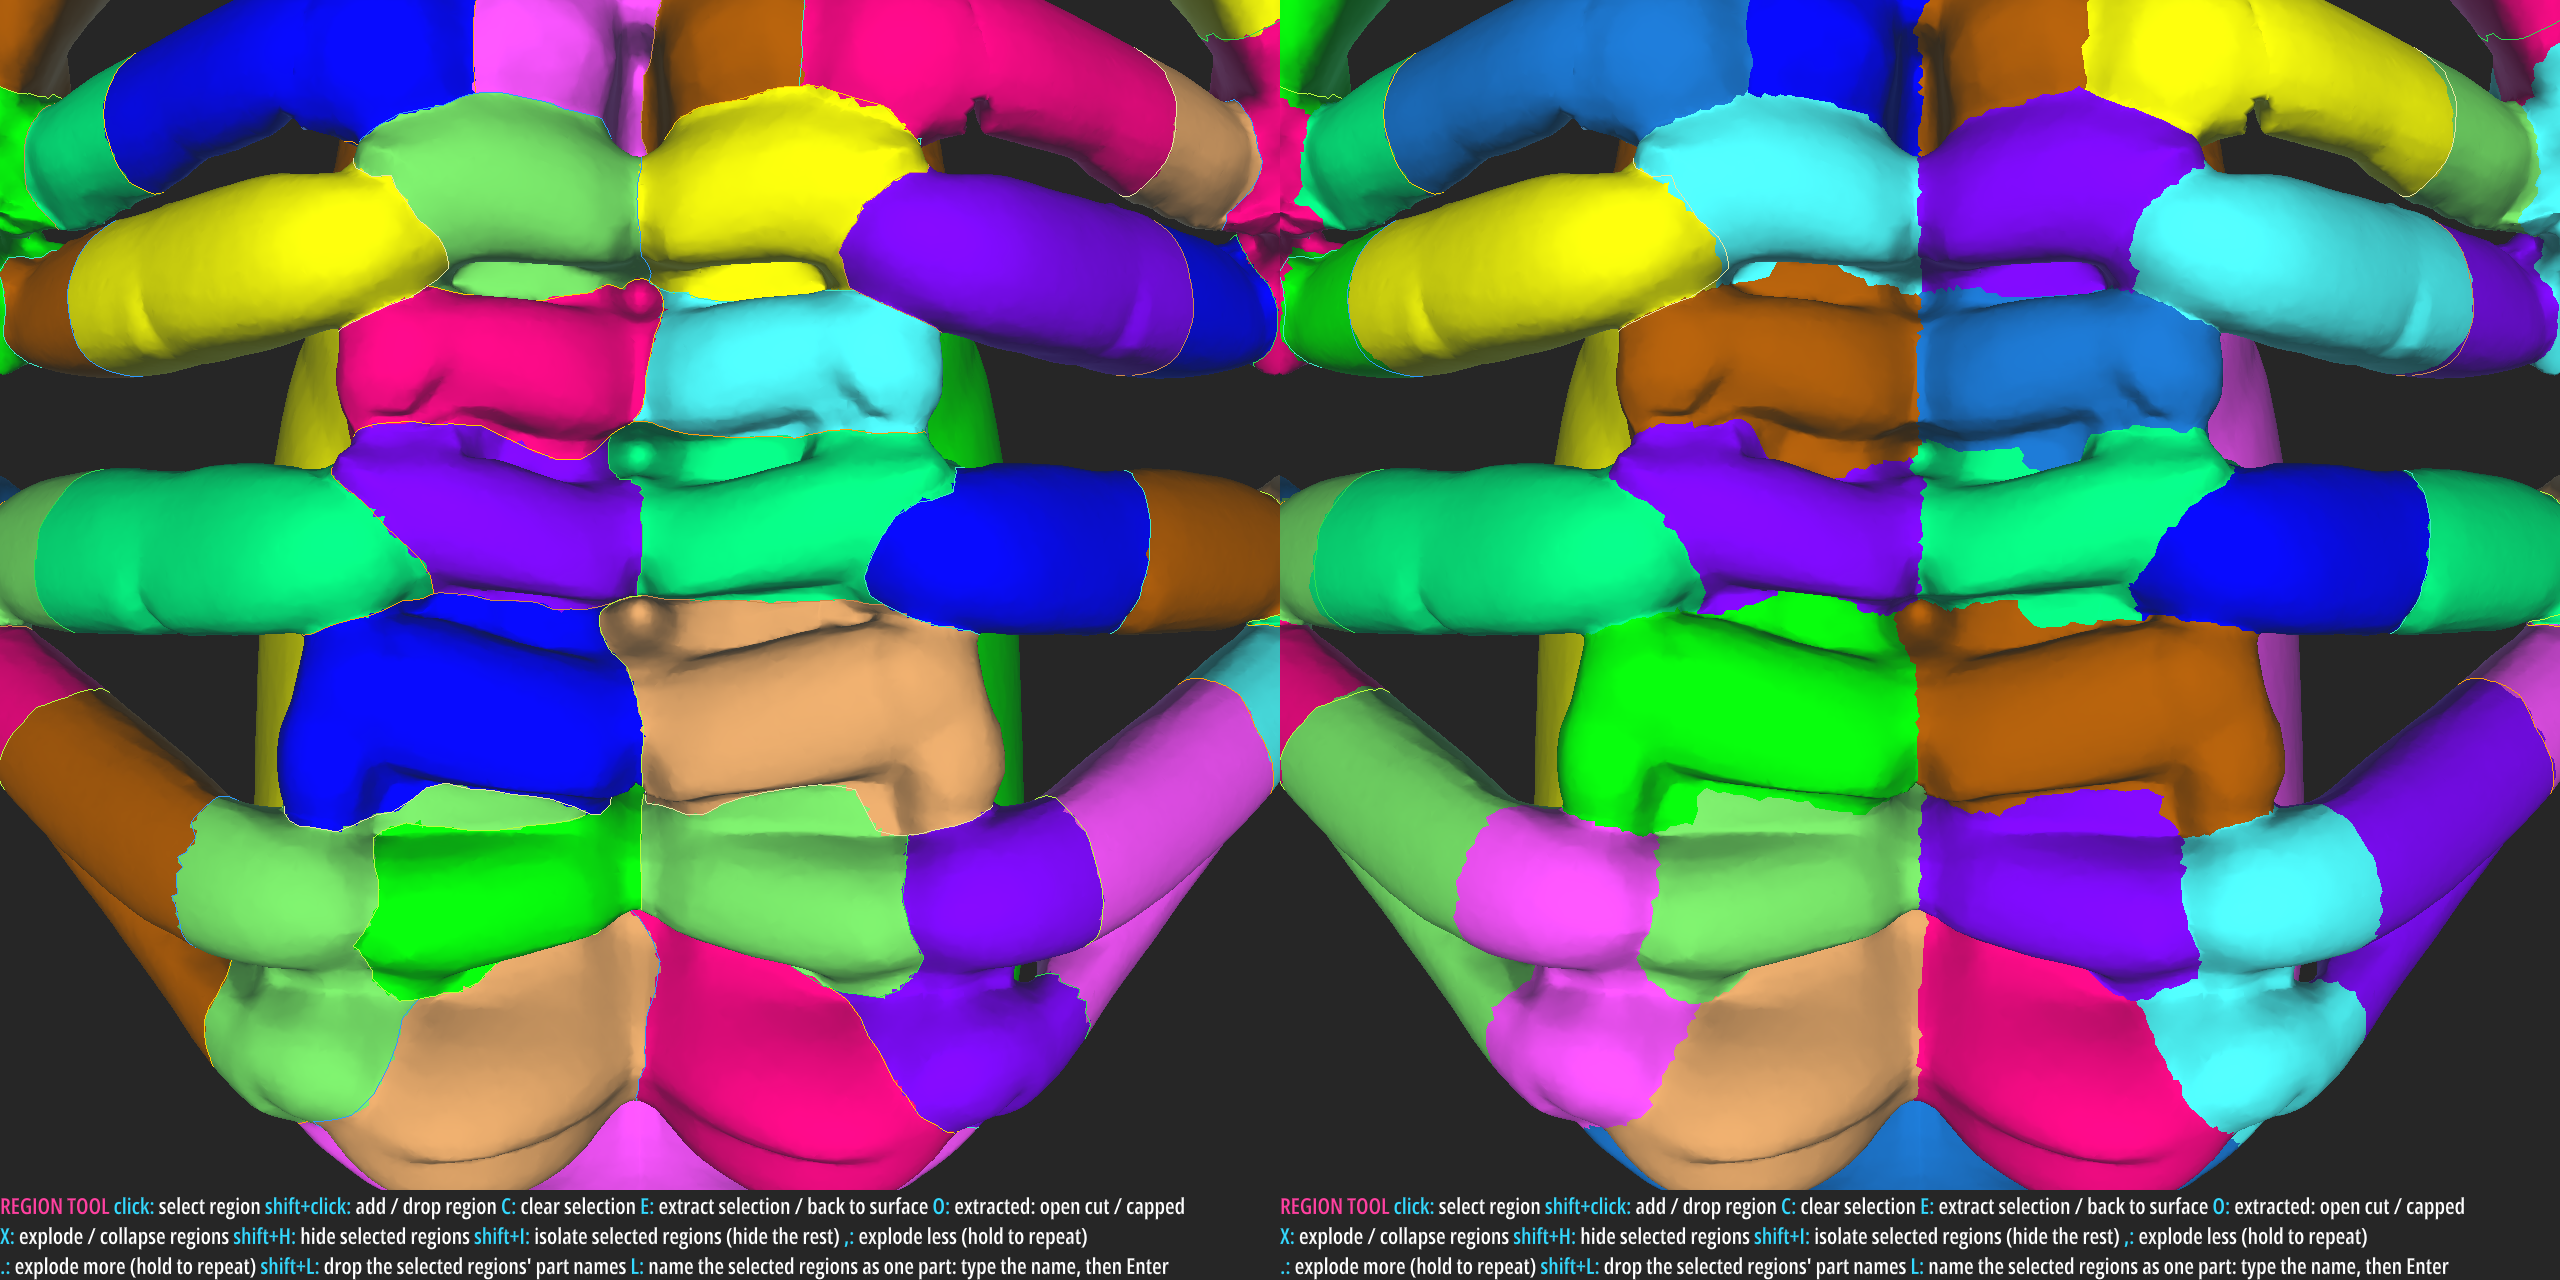 REGION TOOL click: select region shift+click: add / drop region C: clear selection E: extract selection / back to surface O: extracted: open cut / capped
X: explode / collapse regions shift+H: hide selected regions shift+I: isolate selected regions (hide the rest) ,: explode less (hold to repeat)
.: explode more (hold to repeat) shift+L: drop the selected regions' part names L: name the selected regions as one part: type the name, then Enter
REGION TOOL click: select region shift+click: add / drop region C: clear selection E: extract selection / back to surface O: extracted: open cut / capped
X: explode / collapse regions shift+H: hide selected regions shift+I: isolate selected regions (hide the rest) ,: explode less (hold to repeat)
.: explode more (hold to repeat) shift+L: drop the selected regions' part names L: name the selected regions as one part: type the name, then Enter